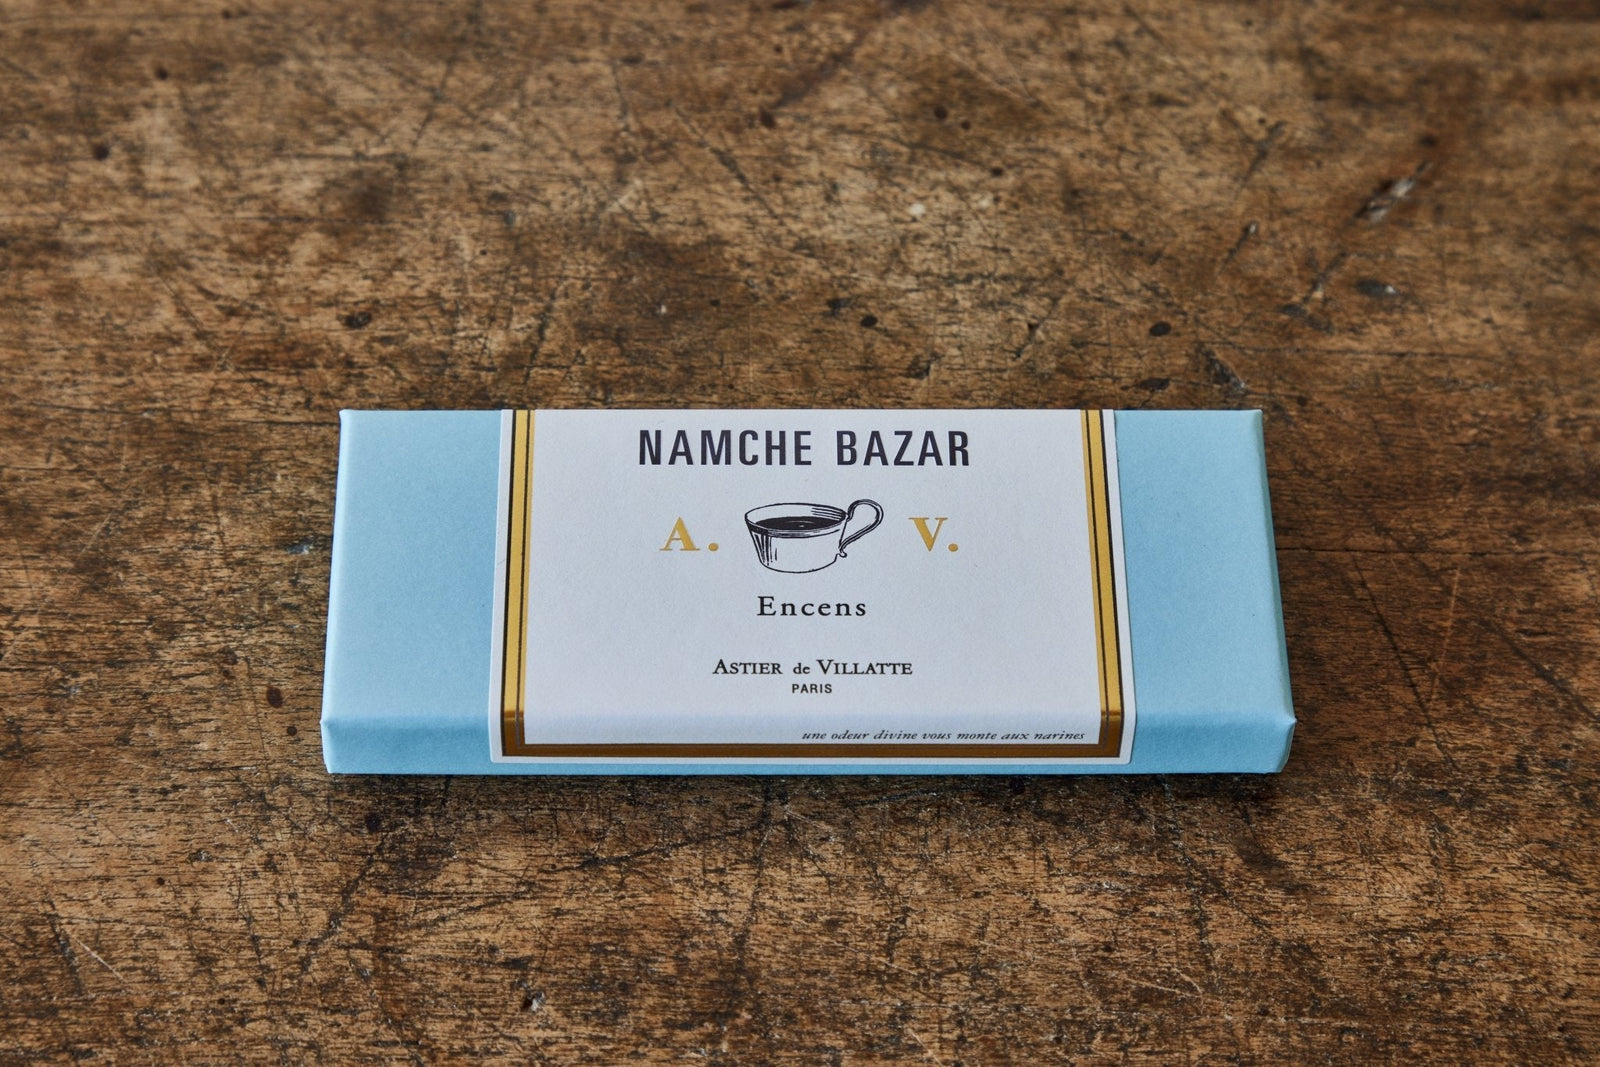 NAMCHE BAZAR
A. V.
Encens
ASTIER de VILLATTE
PARIS
une odeur divine vous monte aux narines